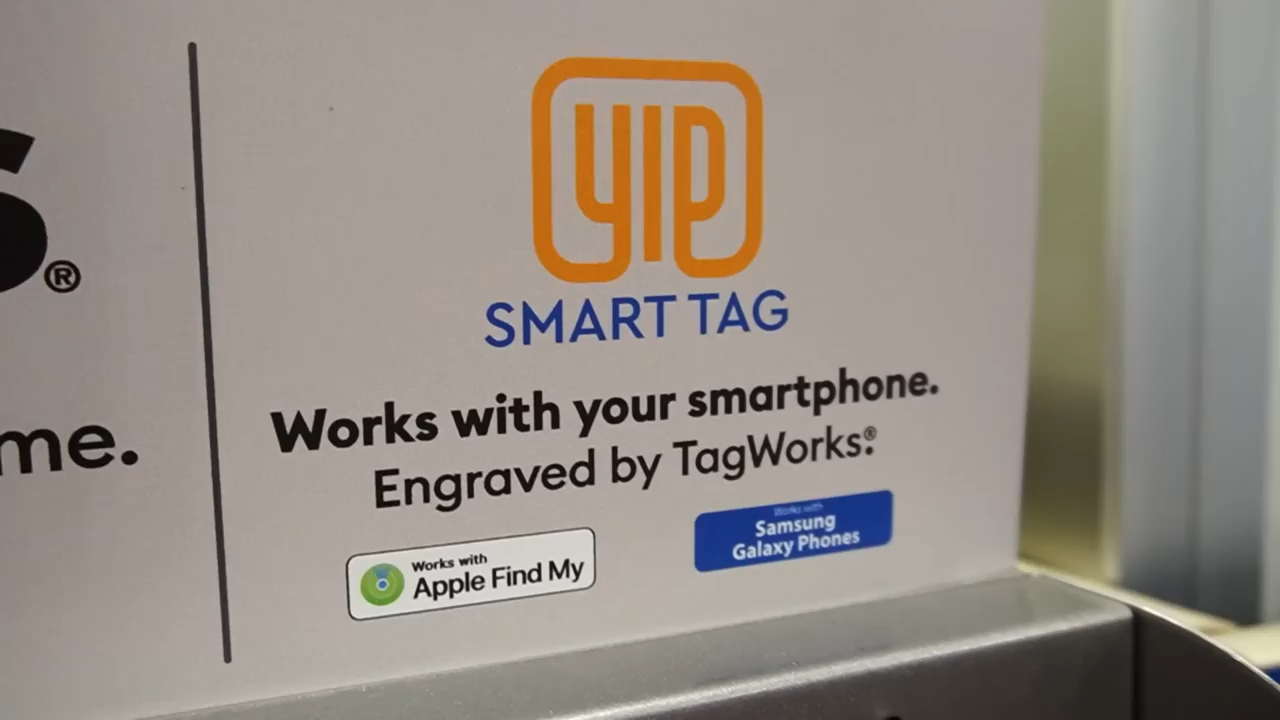 S®
me.
YIP
SMART TAG
Works with your smartphone.
Engraved by TagWorks®.
Works with
Apple Find My
Works with
Samsung
Galaxy Phones